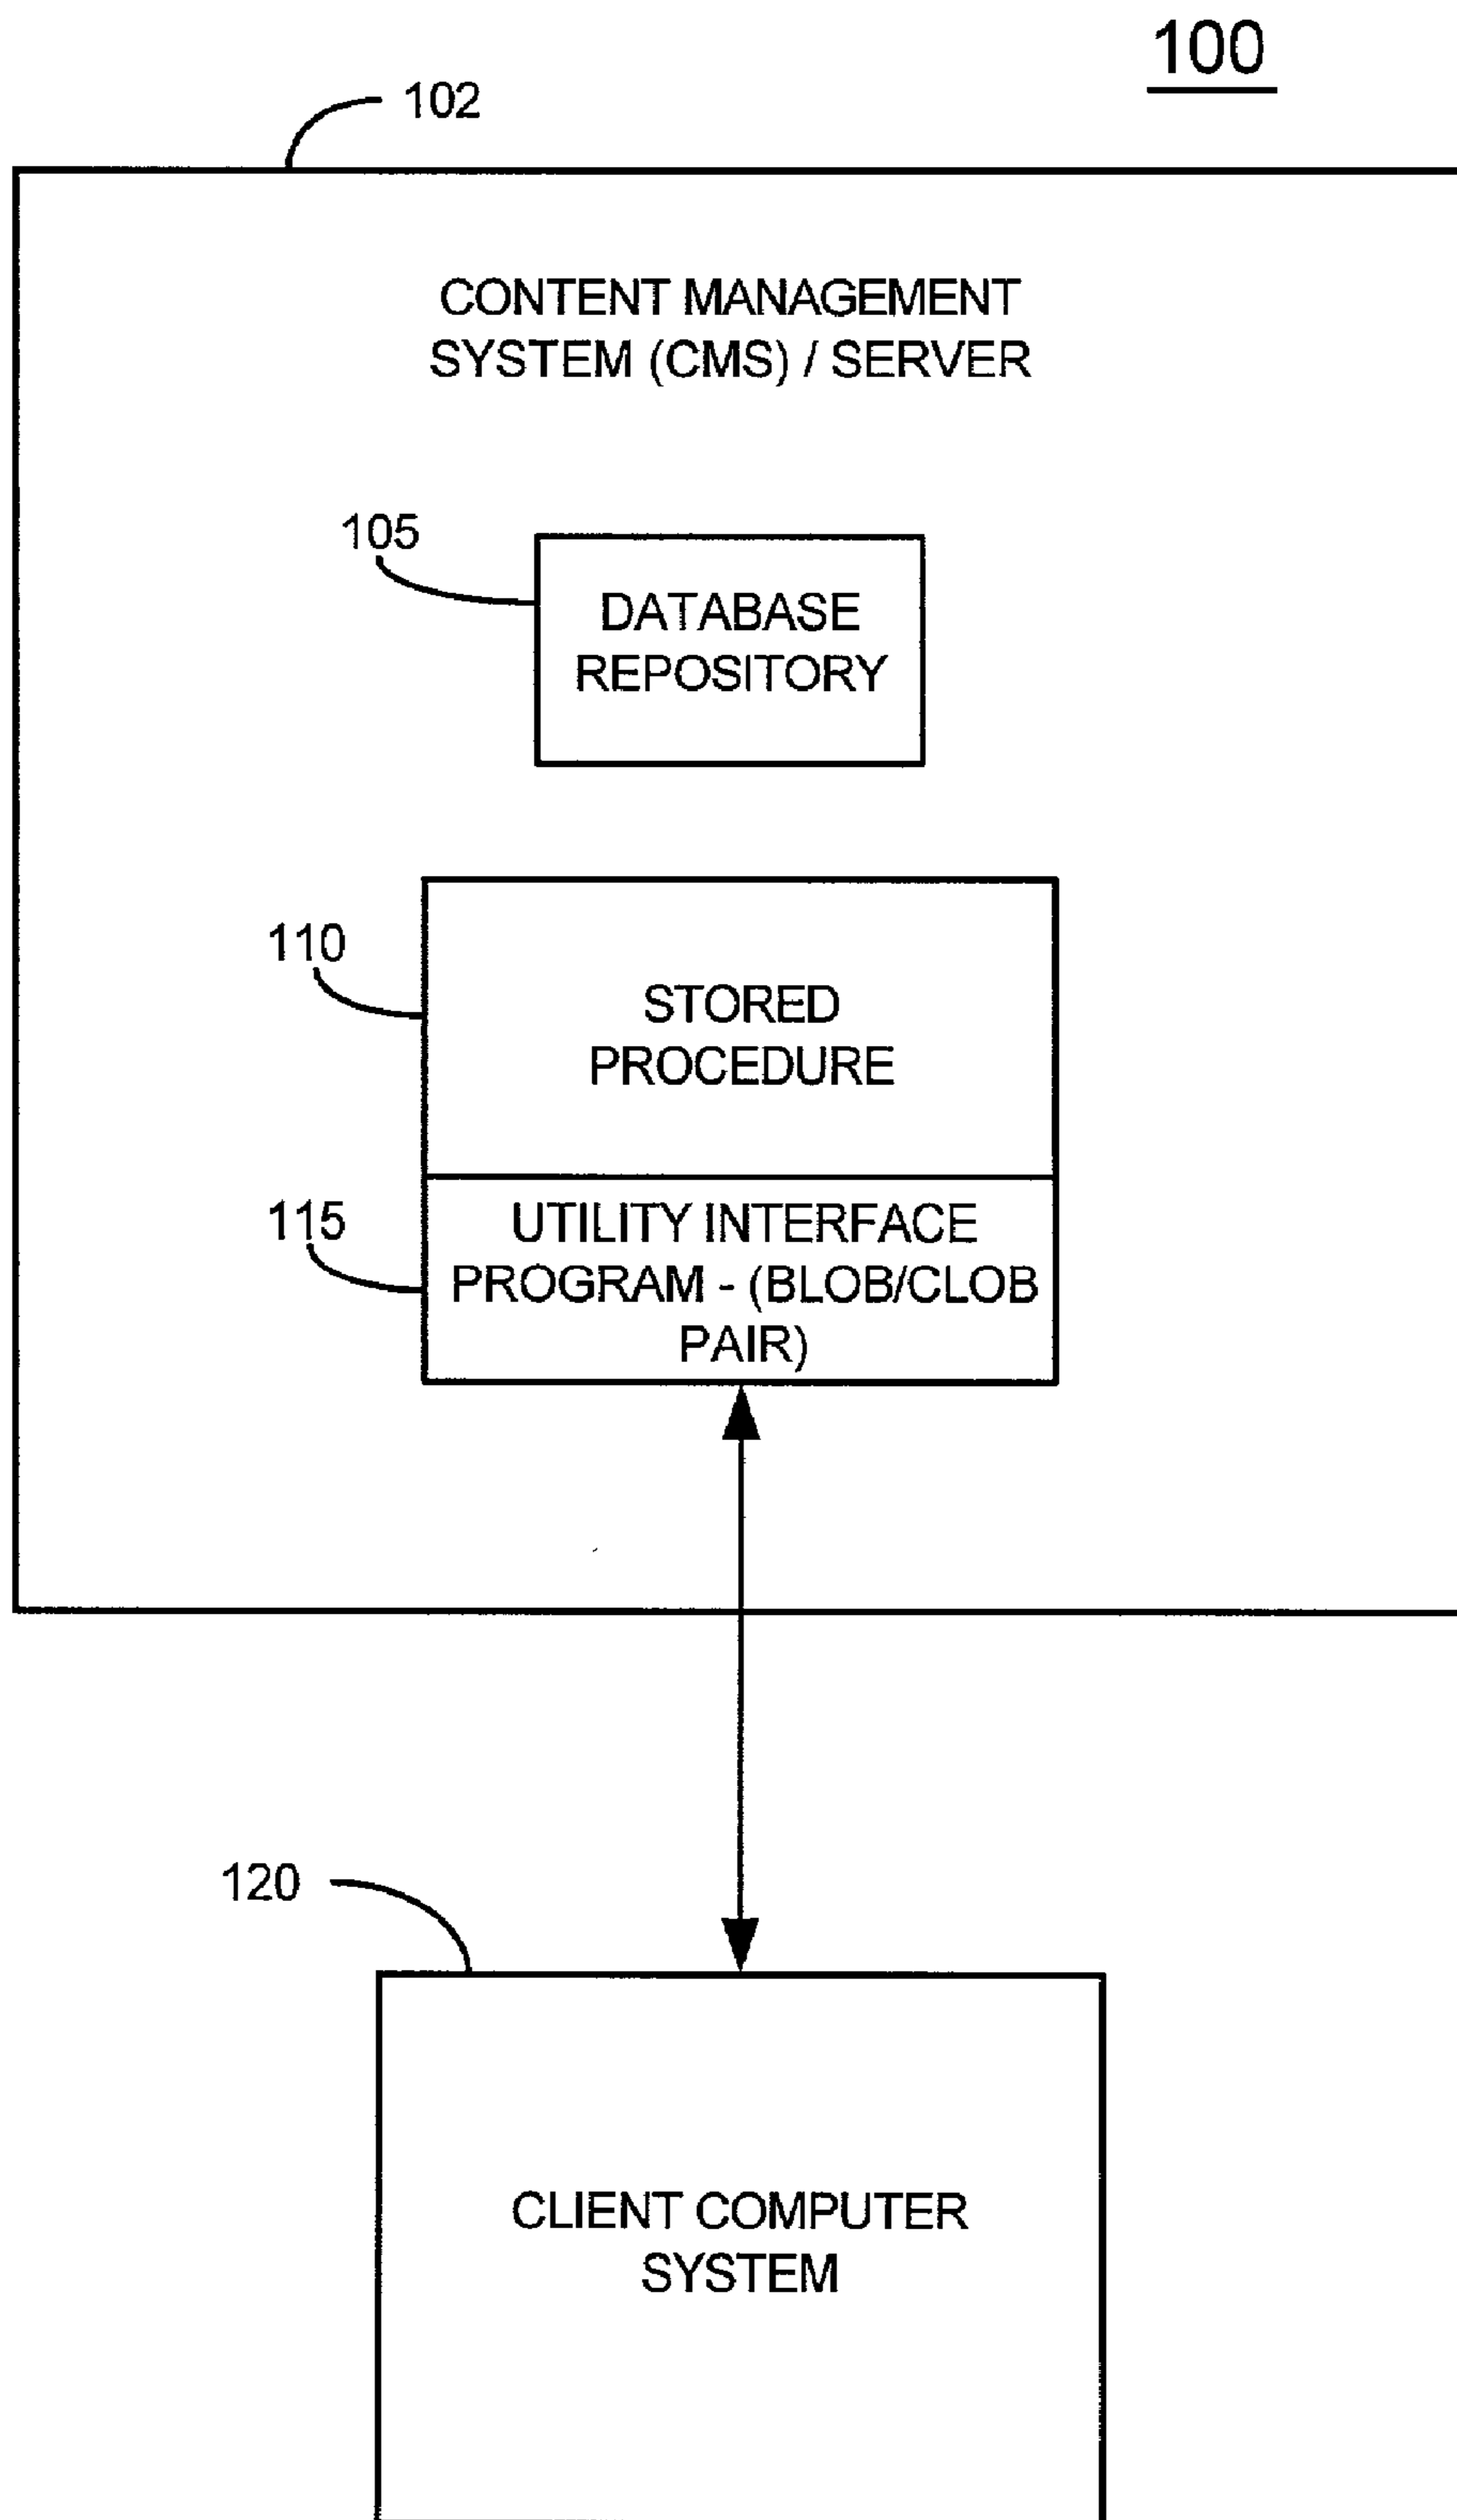 100
102
CONTENT MANAGEMENT
SYSTEM (CMS) / SERVER
105
DATABASE
REPOSITORY
110
STORED
PROCEDURE
115
UTILITY INTERFACE
PROGRAM - (BLOB/CLOB
PAIR)
120
CLIENT COMPUTER
SYSTEM